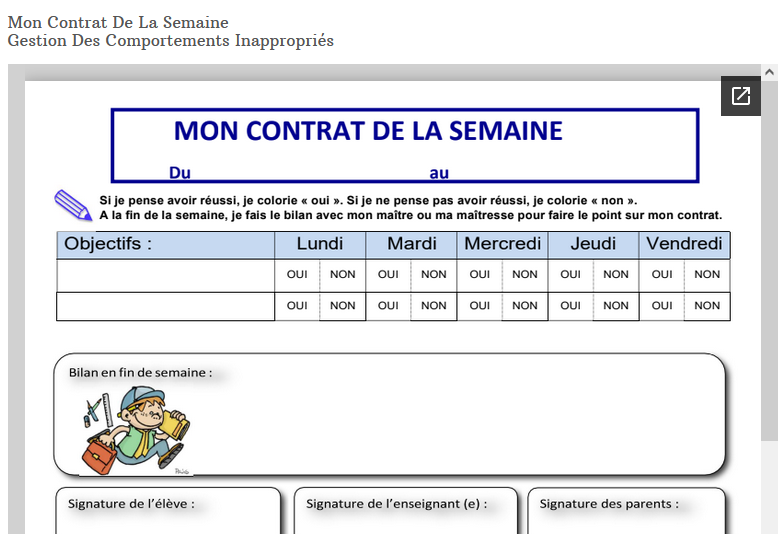 Mon Contrat De La Semaine
Gestion Des Comportements Inappropriés
MON CONTRAT DE LA SEMAINE
Du au
Si je pense avoir réussi, je colorie « oui ». Si je ne pense pas avoir réussi, je colorie « non ».
A la fin de la semaine, je fais le bilan avec mon maître ou ma maîtresse pour faire le point sur mon contrat.
Objectifs : Lundi Mardi Mercredi Jeudi Vendredi
OUI NON OUI NON OUI NON OUI NON OUI NON
OUI NON OUI NON OUI NON OUI NON OUI NON
Bilan en fin de semaine :
Signature de l'élève : Signature de l'enseignant (e) : Signature des parents :